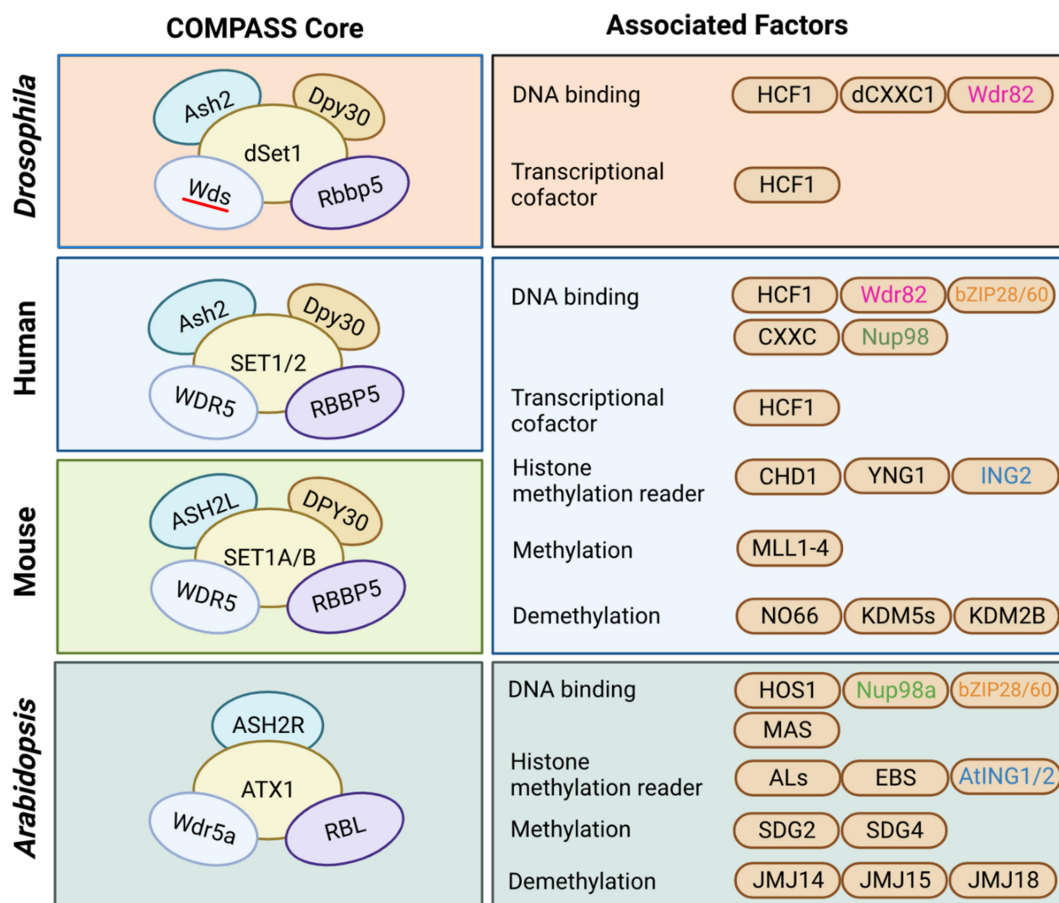 COMPASS Core
Associated Factors
Drosophila
Ash2
Dpy30
dSet1
Wds
Rbbp5
DNA binding
HCF1
dCXXC1
Wdr82
Transcriptional
cofactor
HCF1
Human
Ash2
Dpy30
SET1/2
WDR5
RBBP5
DNA binding
HCF1
Wdr82
bZIP28/60
CXXC
Nup98
Transcriptional
cofactor
HCF1
Histone
methylation reader
CHD1
YNG1
ING2
Methylation
MLL1-4
Demethylation
NO66
KDM5s
KDM2B
Mouse
ASH2L
DPY30
SET1A/B
WDR5
RBBP5
Arabidopsis
ASH2R
ATX1
Wdr5a
RBL
DNA binding
HOS1
Nup98a
bZIP28/60
MAS
Histone
methylation reader
ALs
EBS
AtING1/2
Methylation
SDG2
SDG4
Demethylation
JMJ14
JMJ15
JMJ18